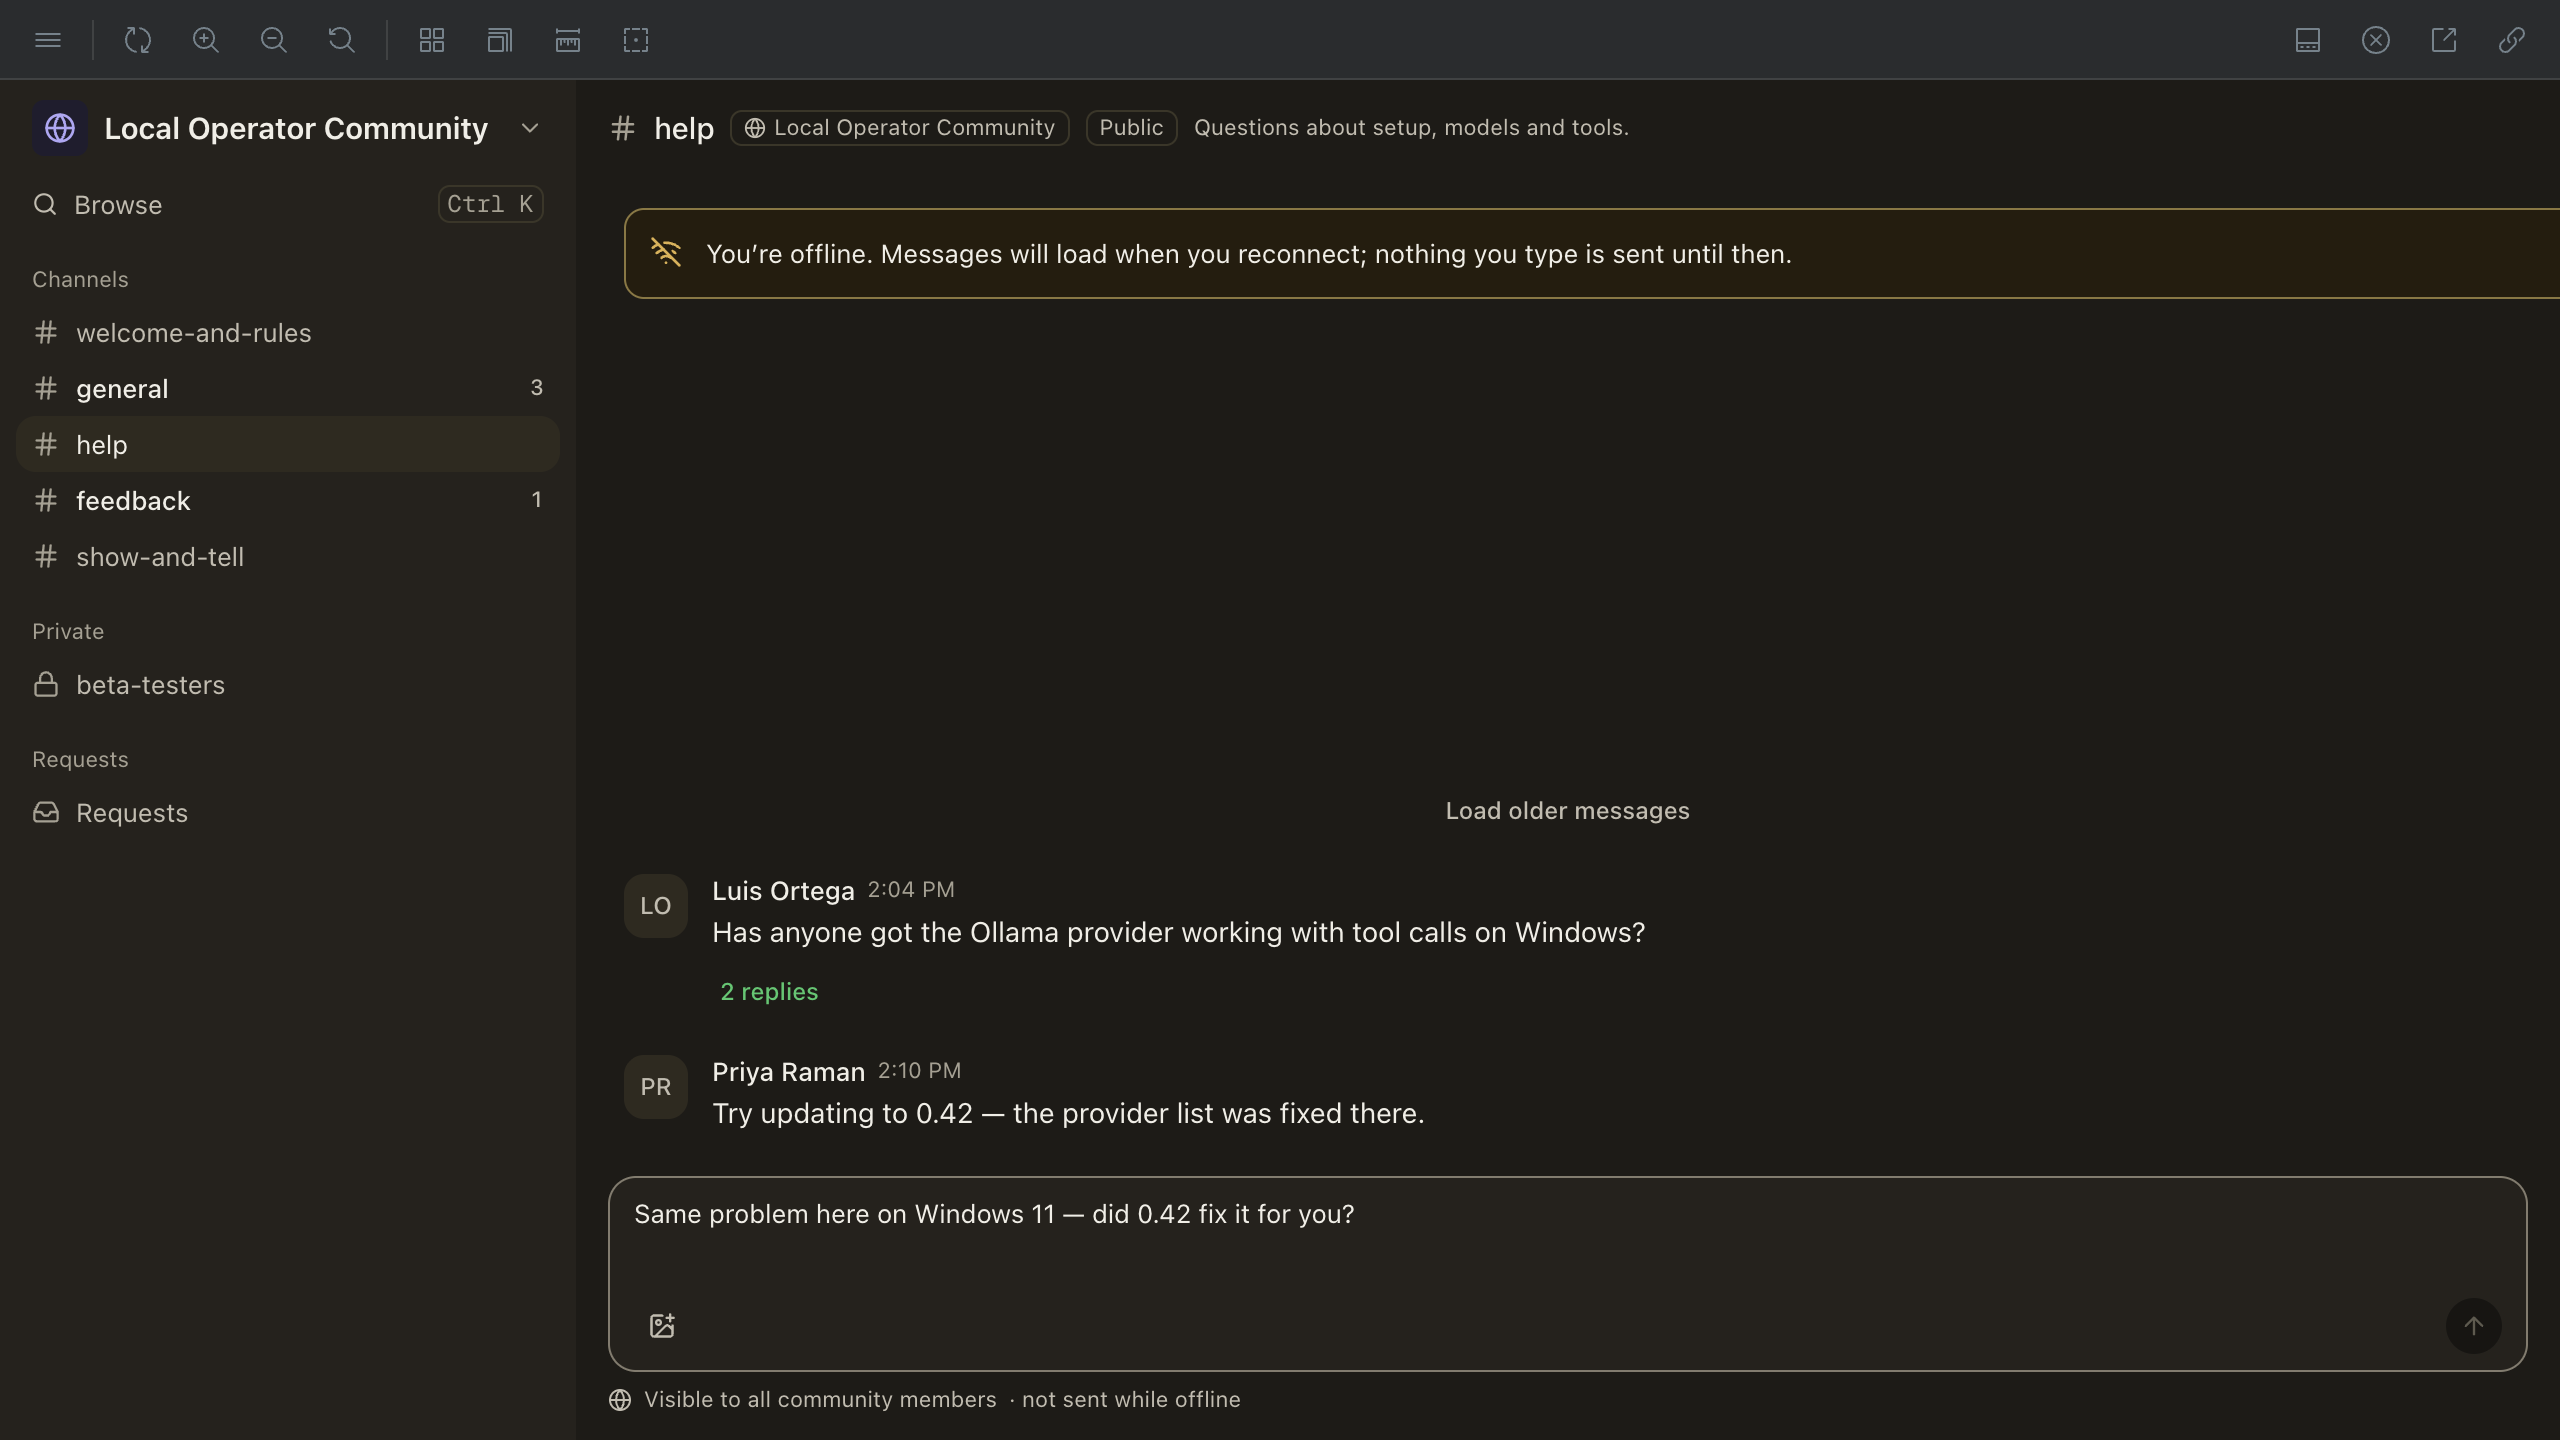 Local Operator Community
Browse
Ctrl K
Channels
welcome-and-rules
general
3
help
feedback
1
show-and-tell
Private
beta-testers
Requests
Requests
help
Local Operator Community
Public
Questions about setup, models and tools.
You’re offline. Messages will load when you reconnect; nothing you type is sent until then.
Load older messages
LO
Luis Ortega 2:04 PM
Has anyone got the Ollama provider working with tool calls on Windows?
2 replies
PR
Priya Raman 2:10 PM
Try updating to 0.42 — the provider list was fixed there.
Same problem here on Windows 11 — did 0.42 fix it for you?
Visible to all community members · not sent while offline